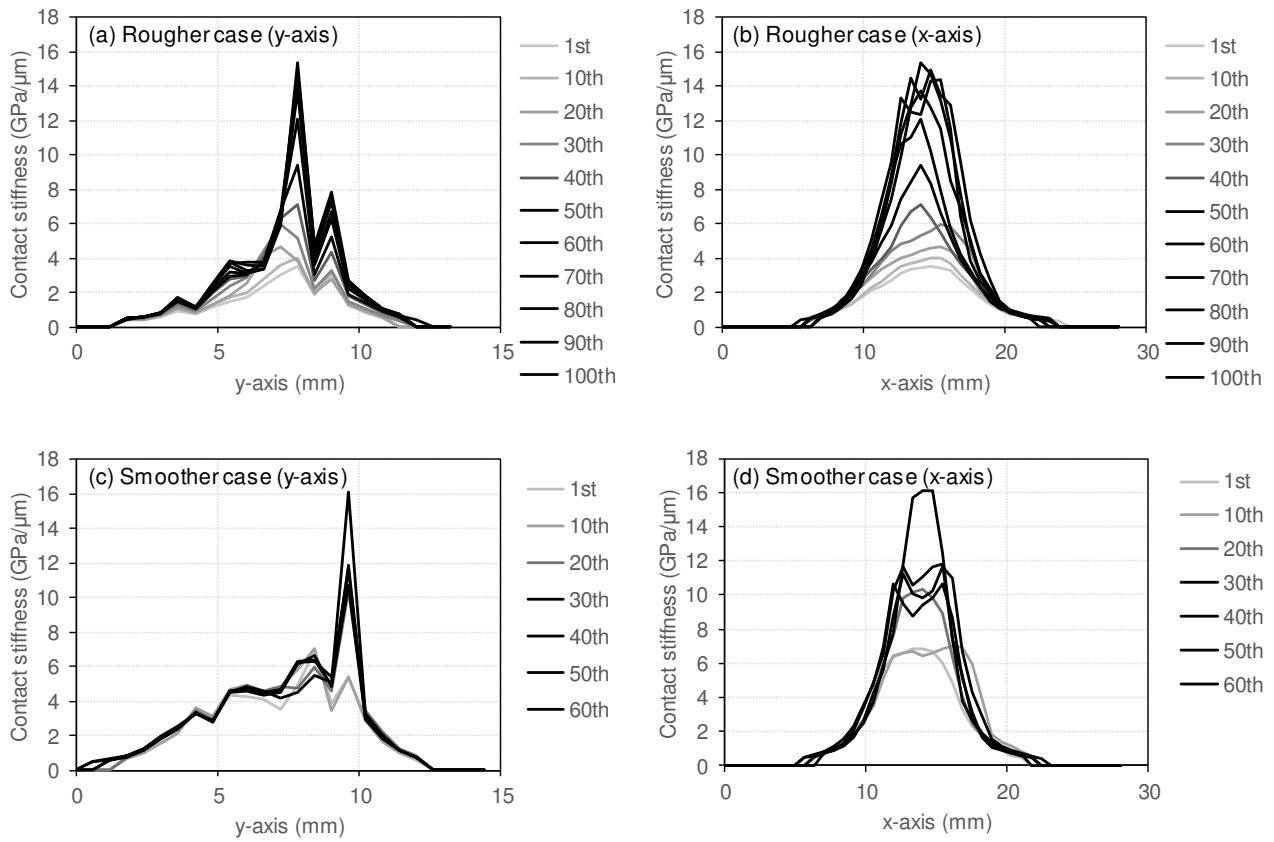 (a) Rougher case (y-axis)
Contact stiffness (GPa/µm)
18
16
14
12
10
8
6
4
2
0
0 5 10 15
y-axis (mm)
1st
10th
20th
30th
40th
50th
60th
70th
80th
90th
100th
(b) Rougher case (x-axis)
Contact stiffness (GPa/µm)
18
16
14
12
10
8
6
4
2
0
0 10 20 30
x-axis (mm)
1st
10th
20th
30th
40th
50th
60th
70th
80th
90th
100th
(c) Smoother case (y-axis)
Contact stiffness (GPa/µm)
18
16
14
12
10
8
6
4
2
0
0 5 10 15
y-axis (mm)
1st
10th
20th
30th
40th
50th
60th
(d) Smoother case (x-axis)
Contact stiffness (GPa/µm)
18
16
14
12
10
8
6
4
2
0
0 10 20 30
x-axis (mm)
1st
10th
20th
30th
40th
50th
60th